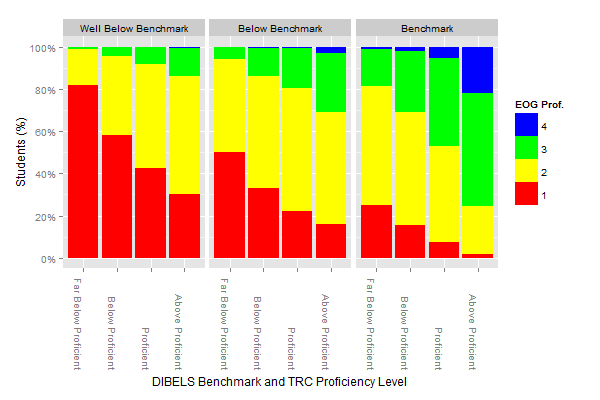 Well Below Benchmark
Below Benchmark
Benchmark
100%
80%
60%
40%
20%
0%
Students (%)
EOG Prof.
4
3
2
1
Far Below Proficient
Below Proficient
Proficient
Above Proficient
Far Below Proficient
Below Proficient
Proficient
Above Proficient
Far Below Proficient
Below Proficient
Proficient
Above Proficient
DIBELS Benchmark and TRC Proficiency Level